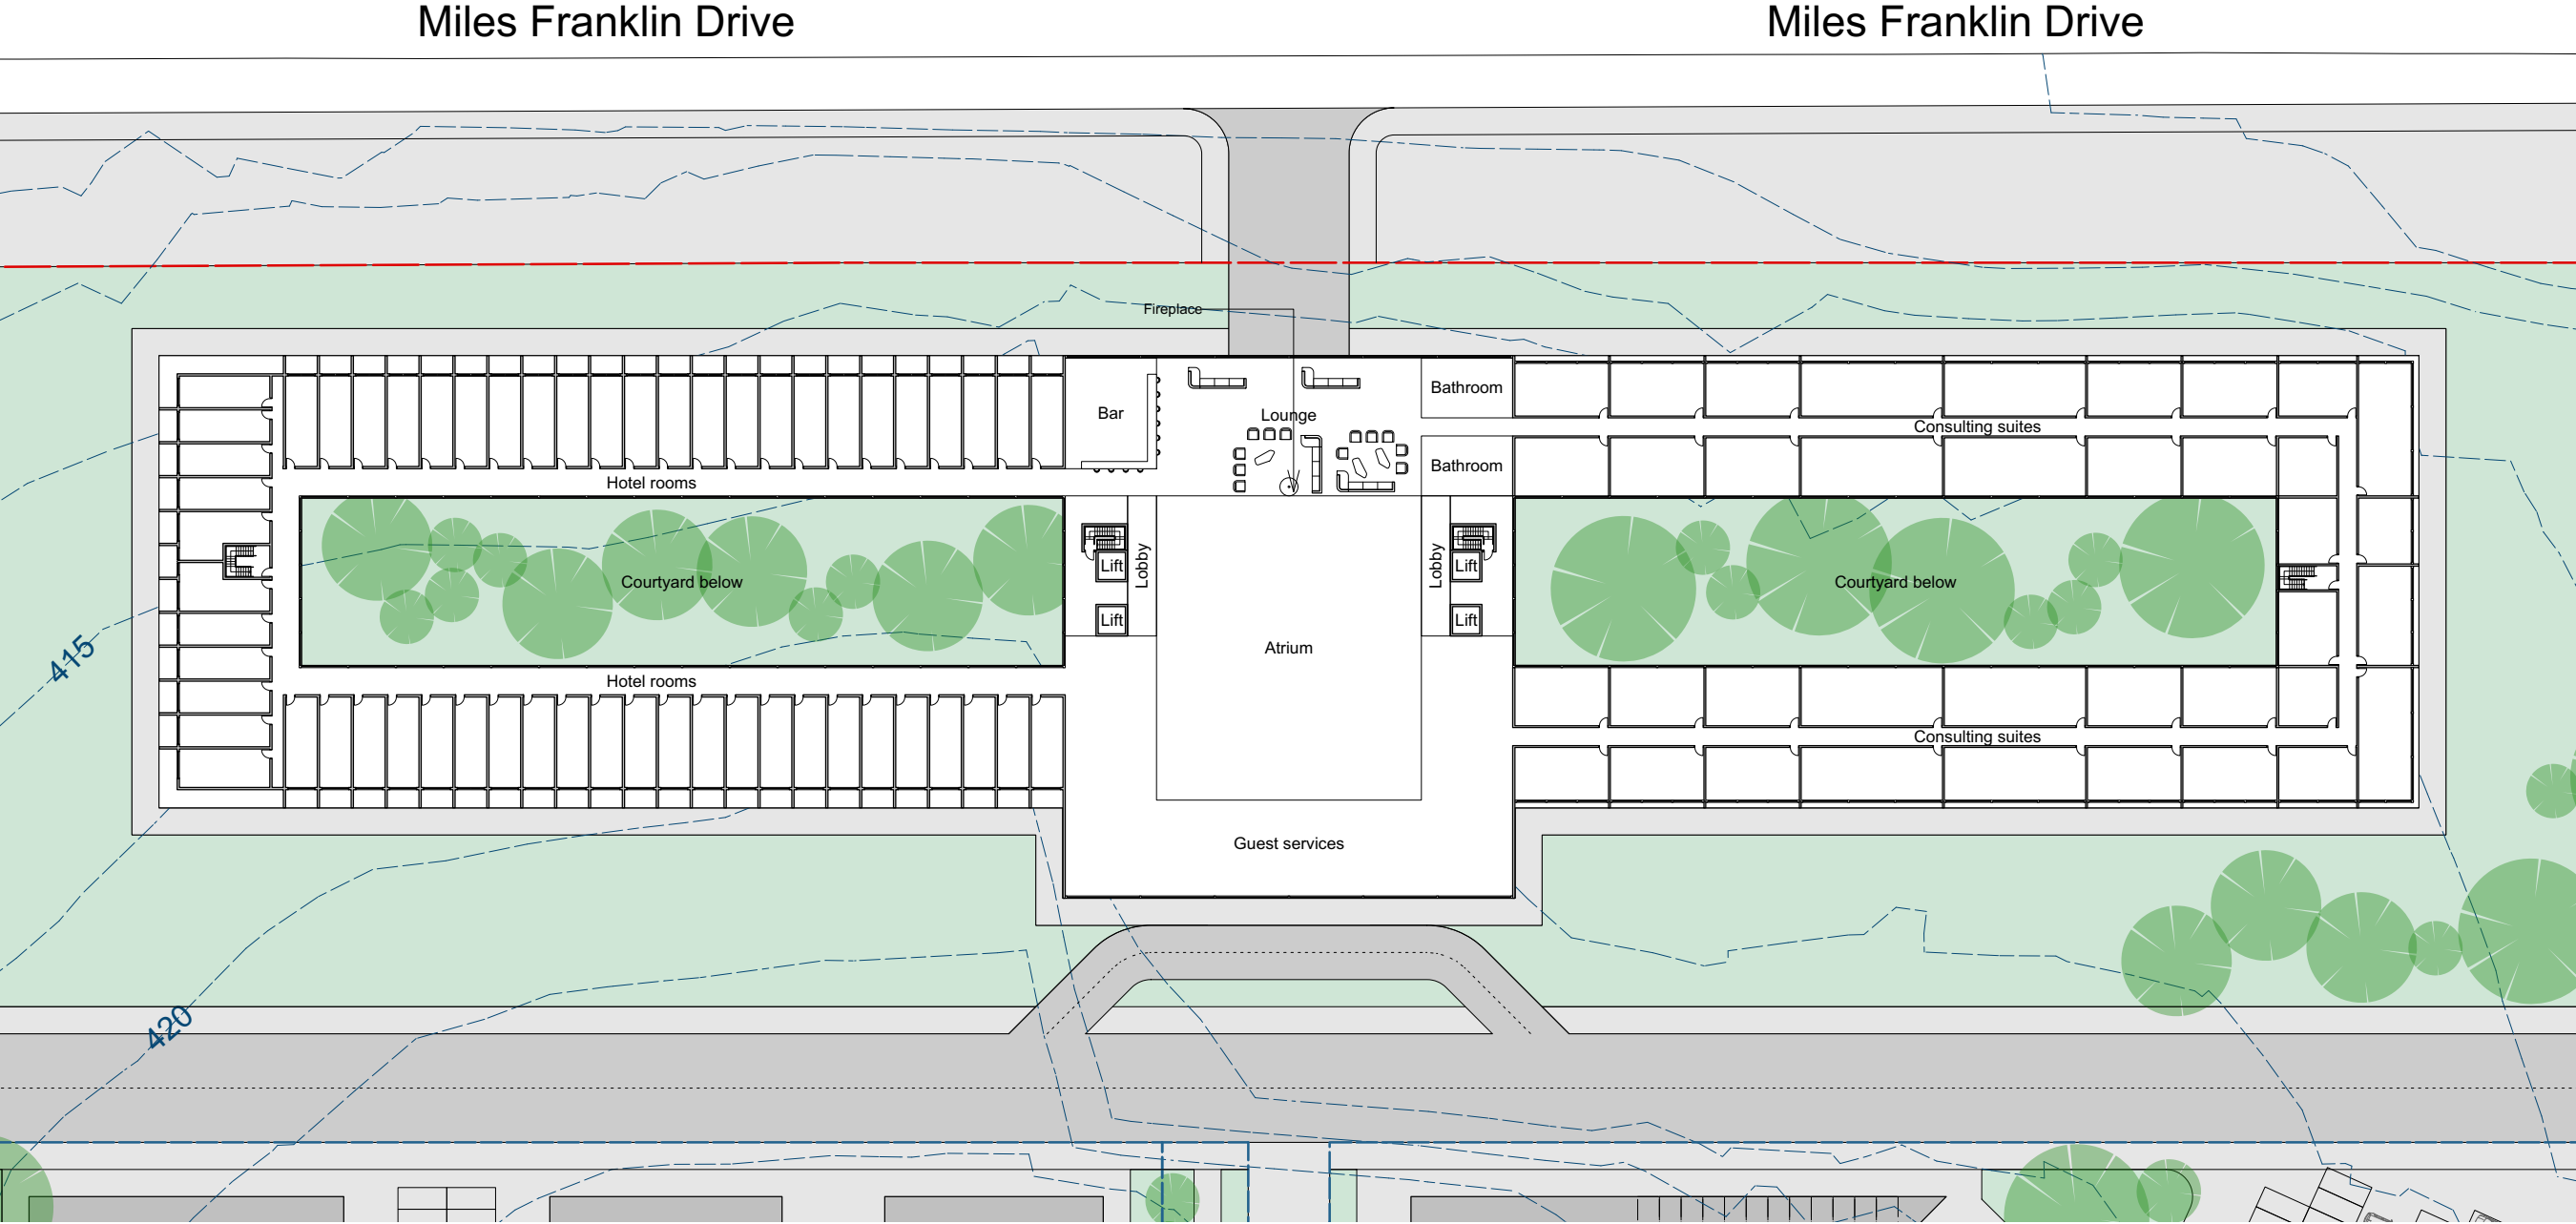 Miles Franklin Drive
Miles Franklin Drive
Fireplace
Bathroom
Bar
Lounge
Consulting suites
Bathroom
Hotel rooms
Lift
Lobby
Lobby
Lift
Courtyard below
Courtyard below
Lift
Lift
Atrium
415
Hotel rooms
Consulting suites
Guest services
420